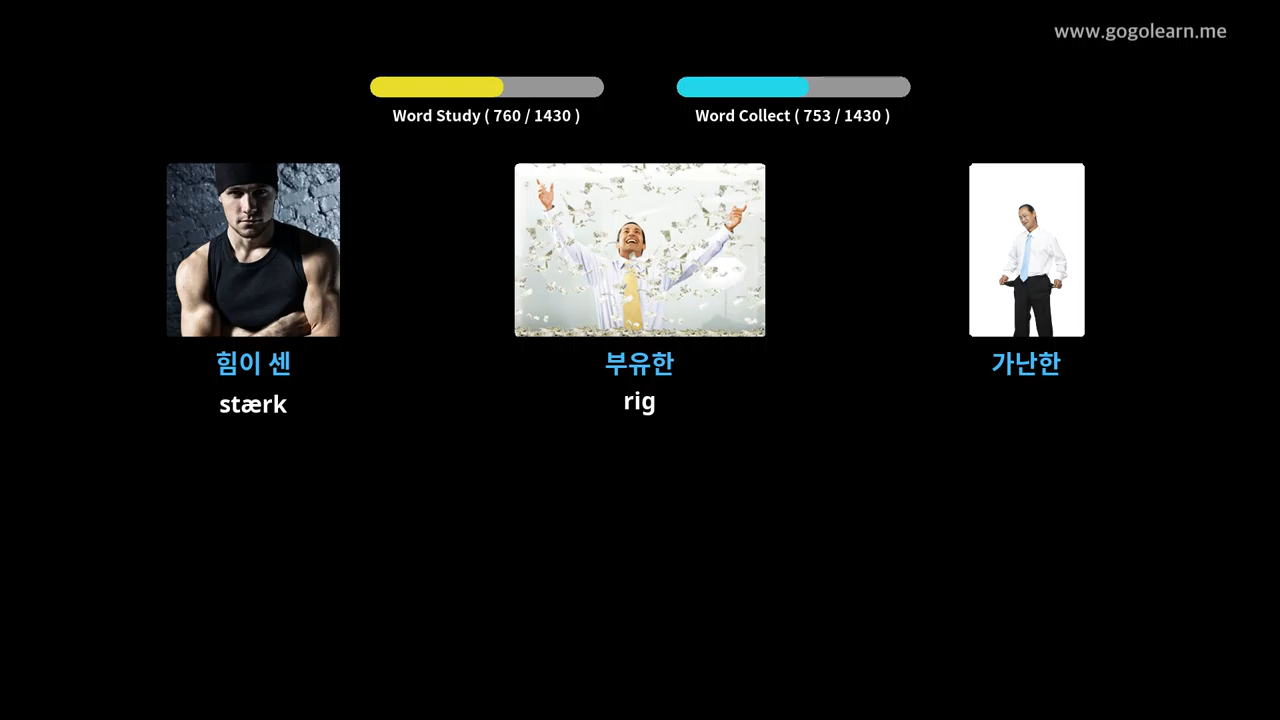 www.gogolearn.me
Word Study ( 760 / 1430 )
Word Collect ( 753 / 1430 )
힘이 센
부유한
가난한
stærk
rig